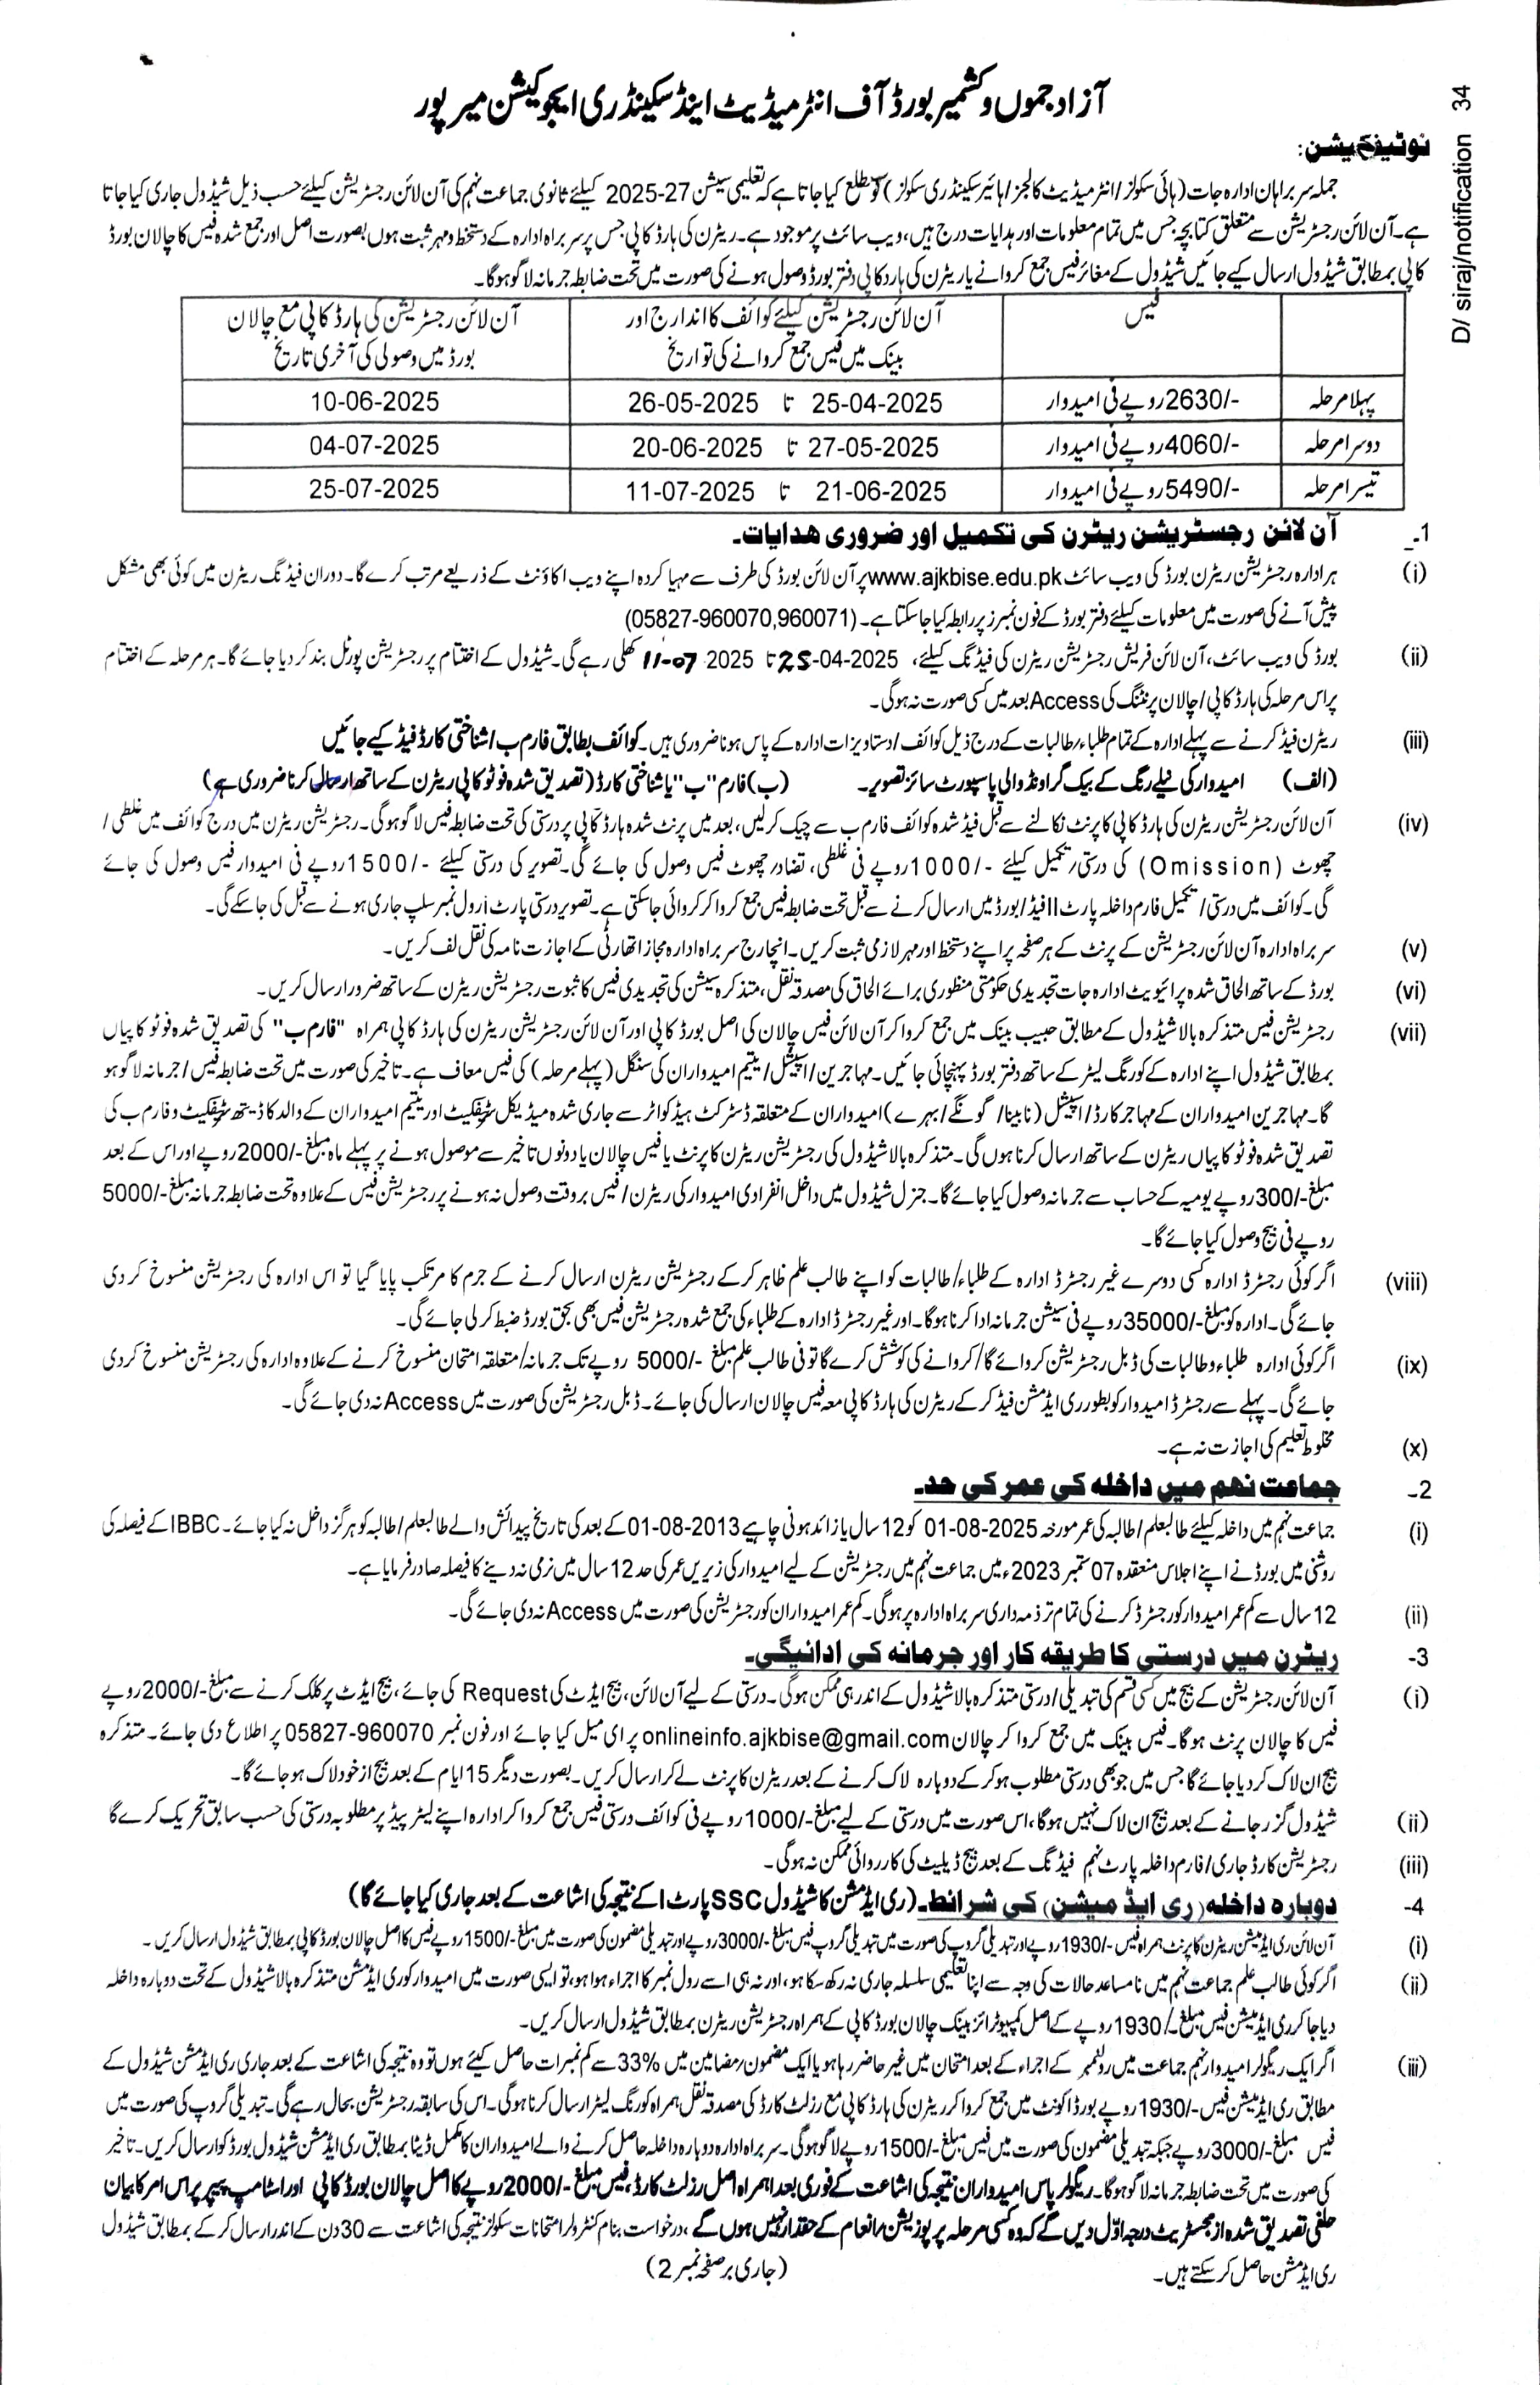 D/ siraj/notification 34
آزاد جموں و کشمیر بورڈ آف انٹرمیڈیٹ اینڈ سکینڈری ایجوکیشن میرپور
نوٹیفکیشن:
جملہ سربراہان ادارہ جات (ہائی سکولز/انٹرمیڈیٹ کالجز/ہائیر سکینڈری سکولز) کو مطلع کیا جاتا ہے کہ تعلیمی سیشن 27-2025 کیلئے ثانوی جماعت نہم کی آن لائن رجسٹریشن کیلئے حسب ذیل شیڈول جاری کیا جاتا
ہے۔ آن لائن رجسٹریشن سے متعلق کتابچہ جس میں تمام معلومات اور ہدایات درج ہیں، ویب سائٹ پر موجود ہے۔ ریٹرن کی ہارڈ کاپی جس پر سربراہ ادارہ کے دستخط و مہر ثبت ہوں بصورت اصل اور جمع شدہ فیس کا چالان بورڈ
کاپی بمطابق شیڈول ارسال کیے جائیں شیڈول کے مغائر فیس جمع کروانے یا ریٹرن کی ہارڈ کاپی دفتر بورڈ وصول ہونے کی صورت میں تحت ضابطہ جرمانہ لاگو ہوگا۔
فیس | آن لائن رجسٹریشن کیلئے کوائف کا اندارج اور | آن لائن رجسٹریشن کی ہارڈ کاپی مع چالان
بینک میں فیس جمع کروانے کی تواریخ | بورڈ میں وصولی کی آخری تاریخ
پہلا مرحلہ | 2630/- روپے فی امیدوار | 25-04-2025 تا 26-05-2025 | 10-06-2025
دوسرا مرحلہ | 4060/- روپے فی امیدوار | 27-05-2025 تا 20-06-2025 | 04-07-2025
تیسرا مرحلہ | 5490/- روپے فی امیدوار | 21-06-2025 تا 11-07-2025 | 25-07-2025
1۔ آن لائن رجسٹریشن ریٹرن کی تکمیل اور ضروری ہدایات۔
(i) ہر ادارہ رجسٹریشن ریٹرن بورڈ کی ویب سائٹ www.ajkbise.edu.pk پر آن لائن بورڈ کی طرف سے مہیا کردہ اپنے ویب اکاؤنٹ کے ذریعے مرتب کرے گا۔ دوران فیڈنگ ریٹرن میں کوئی بھی مشکل
پیش آنے کی صورت میں معلومات کیلئے دفتر بورڈ کے فون نمبرز پر رابطہ کیا جا سکتا ہے۔ (05827-960070,960071)
(ii) بورڈ کی ویب سائٹ، آن لائن فریش رجسٹریشن ریٹرن کی فیڈنگ کیلئے، 25-04-2025 تا 11-07 2025 کھلی رہے گی۔ شیڈول کے اختتام پر رجسٹریشن پورٹل بند کر دیا جائے گا۔ ہر مرحلہ کے اختتام
پر اس مرحلہ کی ہارڈ کاپی/چالان پرنٹنگ کی Access بعد میں کسی صورت نہ ہوگی۔
(iii) ریٹرن فیڈ کرنے سے پہلے ادارہ کے تمام طلباء/طالبات کے درج ذیل کوائف/دستاویزات ادارہ کے پاس ہونا ضروری ہیں۔ کوائف بطابق فارم ب/شناختی کارڈ فیڈ کیے جائیں
(الف) امیدوار کی نیلے رنگ کے بیک گراونڈ والی پاسپورٹ سائز تصویر۔ (ب) فارم "ب" یا شناختی کارڈ (تصدیق شدہ فوٹو کاپی ریٹرن کے ساتھ ارسال کرنا ضروری ہے)
(iv) آن لائن رجسٹریشن ریٹرن کی ہارڈ کاپی کا پرنٹ نکالنے سے قبل فیڈ شدہ کوائف فارم ب سے چیک کر لیں، بعد میں پرنٹ شدہ ہارڈ کاپی پر درستی کی تحت ضابطہ فیس لاگو ہوگی۔ رجسٹریشن ریٹرن میں درج کوائف میں غلطی/
چھوٹ (Omission) کی درستی/تکمیل کیلئے -/1000 روپے فی غلطی، تضاد/چھوٹ فیس وصول کی جائے گی۔ تصویر کی درستی کیلئے -/1500 روپے فی امیدوار فیس وصول کی جائے
گی۔ کوائف میں درستی/تکمیل فارم داخلہ پارٹ II فیڈ/بورڈ میں ارسال کرنے سے قبل تحت ضابطہ فیس جمع کروا کر کروائی جا سکتی ہے۔ تصویر درستی پارٹ i رول نمبر سلپ جاری ہونے سے قبل کی جا سکے گی۔
(v) سربراہ ادارہ آن لائن رجسٹریشن کے پرنٹ کے ہر صفحہ پر اپنے دستخط اور مہر لازمی ثبت کریں۔ انچارج سربراہ ادارہ مجاز اتھارٹی کے اجازت نامہ کی نقل لف کریں۔
(vi) بورڈ کے ساتھ الحاق شدہ پرائیویٹ ادارہ جات تجدیدی حکومتی منظوری برائے الحاق کی مصدقہ نقل، متذکرہ سیشن کی تجدیدی فیس کا ثبوت رجسٹریشن ریٹرن کے ساتھ ضرور ارسال کریں۔
(vii) رجسٹریشن فیس متذکرہ بالا شیڈول کے مطابق حبیب بینک میں جمع کروا کر آن لائن فیس چالان کی اصل بورڈ کاپی اور آن لائن رجسٹریشن ریٹرن کی ہارڈ کاپی ہمراہ "فارم ب" کی تصدیق شدہ فوٹو کاپیاں
بمطابق شیڈول اپنے ادارہ کے کورنگ لیٹر کے ساتھ دفتر بورڈ پہنچائی جائیں۔ مہاجرین/اسپیشل/یتیم امیدواران کی سنگل (پہلے مرحلہ) کی فیس معاف ہے۔ تاخیر کی صورت میں تحت ضابطہ فیس/جرمانہ لاگو ہو
گا۔ مہاجرین امیدواران کے مہاجر کارڈ/اسپیشل (نابینا/گونگے/بہرے) امیدواران کے متعلقہ ڈسٹرکٹ ہیڈ کواٹر سے جاری شدہ میڈیکل سرٹیفکیٹ اور یتیم امیدواران کے والد کا ڈیتھ سرٹیفکیٹ و فارم ب کی
تصدیق شدہ فوٹو کاپیاں ریٹرن کے ساتھ ارسال کرنا ہوں گی۔ متذکرہ بالا شیڈول کی رجسٹریشن ریٹرن کا پرنٹ یا فیس چالان یا دونوں تاخیر سے موصول ہونے پر پہلے ماہ مبلغ -/2000 روپے اور اس کے بعد
مبلغ -/300 روپے یومیہ کے حساب سے جرمانہ وصول کیا جائے گا۔ جنرل شیڈول میں داخل انفرادی امیدوار کی ریٹرن/فیس بروقت وصول نہ ہونے پر رجسٹریشن فیس کے علاوہ تحت ضابطہ جرمانہ مبلغ -/5000
روپے فی بیج وصول کیا جائے گا۔
(viii) اگر کوئی رجسٹرڈ ادارہ کسی دوسرے غیر رجسٹرڈ ادارہ کے طلباء/طالبات کو اپنے طالب علم ظاہر کر کے رجسٹریشن ریٹرن ارسال کرنے کے جرم کا مرتکب پایا گیا تو اس ادارہ کی رجسٹریشن منسوخ کر دی
جائے گی۔ ادارہ کو مبلغ -/35000 روپے فی سیشن جرمانہ ادا کرنا ہوگا۔ اور غیر رجسٹرڈ ادارہ کے طلباء کی جمع شدہ رجسٹریشن فیس بھی بحق بورڈ ضبط کر لی جائے گی۔
(ix) اگر کوئی ادارہ طلباء و طالبات کی ڈبل رجسٹریشن کروائے گا/کروانے کی کوشش کرے گا تو فی طالب علم مبلغ -/5000 روپے تک جرمانہ/متعلقہ امتحان منسوخ کرنے کے علاوہ ادارہ کی رجسٹریشن منسوخ کر دی
جائے گی۔ پہلے سے رجسٹرڈ امیدوار کو بطور ری ایڈمشن فیڈ کر کے ریٹرن کی ہارڈ کاپی معہ فیس چالان ارسال کی جائے۔ ڈبل رجسٹریشن کی صورت میں Access نہ دی جائے گی۔
(x) مخلوط تعلیم کی اجازت نہ ہے۔
2- جماعت نہم میں داخلہ کی عمر کی حد۔
(i) جماعت نہم میں داخلہ کیلئے طالبعلم/طالبہ کی عمر مورخہ 01-08-2025 کو 12 سال یا زائد ہونی چاہیے 01-08-2013 کے بعد کی تاریخ پیدائش والے طالبعلم/طالبہ کو ہرگز داخل نہ کیا جائے۔ IBBC کے فیصلہ کی
روشنی میں بورڈ نے اپنے اجلاس منعقدہ 07 ستمبر 2023ء میں جماعت نہم میں رجسٹریشن کے لیے امیدوار کی زیریں عمر کی حد 12 سال میں نرمی نہ دینے کا فیصلہ صادر فرمایا ہے۔
(ii) 12 سال سے کم عمر امیدوار کو رجسٹرڈ کرنے کی تمام تر ذمہ داری سربراہ ادارہ پر ہوگی۔ کم عمر امیدواران کو رجسٹریشن کی صورت میں Access نہ دی جائے گی۔
3- ریٹرن میں درستی کا طریقہ کار اور جرمانہ کی ادائیگی۔
(i) آن لائن رجسٹریشن کے بیج میں کسی قسم کی تبدیلی/درستی متذکرہ بالا شیڈول کے اندر ہی ممکن ہوگی۔ درستی کے لیے آن لائن، بیج ایڈٹ کی Request کی جائے، بیج ایڈٹ پر کلک کرنے سے مبلغ -/2000 روپے
فیس کا چالان پرنٹ ہوگا۔ فیس بینک میں جمع کروا کر چالان onlineinfo.ajkbise@gmail.com پر ای میل کیا جائے اور فون نمبر 05827-960070 پر اطلاع دی جائے۔ متذکرہ
بیج ان لاک کر دیا جائے گا جس میں جو بھی درستی مطلوب ہو کر کے دوبارہ لاک کرنے کے بعد ریٹرن کا پرنٹ لے کر ارسال کریں۔ بصورت دیگر 15 ایام کے بعد بیج از خود لاک ہو جائے گا۔
(ii) شیڈول گزر جانے کے بعد بیج ان لاک نہیں ہوگا، اس صورت میں درستی کے لیے مبلغ -/1000 روپے فی کوائف درستی فیس جمع کروا کر ادارہ اپنے لیٹر پیڈ پر مطلوبہ درستی کی حسب سابق تحریک کرے گا
(iii) رجسٹریشن کارڈ جاری/فارم داخلہ پارٹ نہم فیڈنگ کے بعد بیج ڈیلیٹ کی کارروائی ممکن نہ ہوگی۔
4- دوبارہ داخلہ (ری ایڈمیشن) کی شرائط۔ (ری ایڈمشن کا شیڈول SSC پارٹ I کے نتیجہ کی اشاعت کے بعد جاری کیا جائے گا)
(i) آن لائن ری ایڈمیشن ریٹرن کا پرنٹ ہمراہ فیس -/1930 روپے اور تبدیلی گروپ کی صورت میں تبدیلی گروپ فیس مبلغ -/3000 روپے اور تبدیلی مضمون کی صورت میں مبلغ -/1500 روپے فیس کا اصل چالان بورڈ کاپی بمطابق شیڈول ارسال کریں۔
(ii) اگر کوئی طالب علم جماعت نہم میں نامساعد حالات کی وجہ سے اپنا تعلیمی سلسلہ جاری نہ رکھ سکا ہو، اور نہ ہی اسے رول نمبر کا اجراء ہوا ہو، تو ایسی صورت میں امیدوار کو ری ایڈمشن متذکرہ بالا شیڈول کے تحت دوبارہ داخلہ
دیا جا کر ری ایڈمیشن فیس مبلغ -/1930 روپے کے اصل کمپیوٹرائز بینک چالان بورڈ کاپی کے ہمراہ رجسٹریشن ریٹرن بمطابق شیڈول ارسال کریں۔
(iii) اگر ایک ریگولر امیدوار نہم جماعت میں رولنمبر کے اجراء کے بعد امتحان میں غیر حاضر رہا ہو یا ایک مضمون/مضامین میں 33% سے کم نمبرات حاصل کیئے ہوں تو وہ نتیجہ کی اشاعت کے بعد جاری ری ایڈمشن شیڈول کے
مطابق ری ایڈمیشن فیس -/1930 روپے بورڈ اکونٹ میں جمع کروا کر ریٹرن کی ہارڈ کاپی مع رزلٹ کارڈ کی مصدقہ نقل ہمراہ کورنگ لیٹر ارسال کرنا ہوگی۔ اس کی سابقہ رجسٹریشن بحال رہے گی۔ تبدیلی گروپ کی صورت میں
فیس مبلغ -/3000 روپے جبکہ تبدیلی مضمون کی صورت میں فیس مبلغ -/1500 روپے لاگو ہوگی۔ سربراہ ادارہ دوبارہ داخلہ حاصل کرنے والے امیدواران کا مکمل ڈیٹا بمطابق ری ایڈمشن شیڈول بورڈ کو ارسال کریں۔ تاخیر
کی صورت میں تحت ضابطہ جرمانہ لاگو ہوگا۔ ریگولر پاس امیدواران نتیجہ کی اشاعت کے فوری بعد ہمراہ اصل رزلٹ کارڈ، فیس مبلغ -/2000 روپے کا اصل چالان بورڈ کاپی اور اسٹامپ پیپر پر اس امر کا بیان
حلفی تصدیق شدہ از مجسٹریٹ درجہ اوّل دیں گے کہ وہ کسی مرحلہ پر پوزیشن/انعام کے حقدار نہیں ہوں گے، درخواست بنام کنٹرولر امتحانات سکولز نتیجہ کی اشاعت سے 30 دن کے اندر ارسال کر کے بمطابق شیڈول
ری ایڈمشن حاصل کر سکتے ہیں۔ (جاری بر صفحہ نمبر 2)